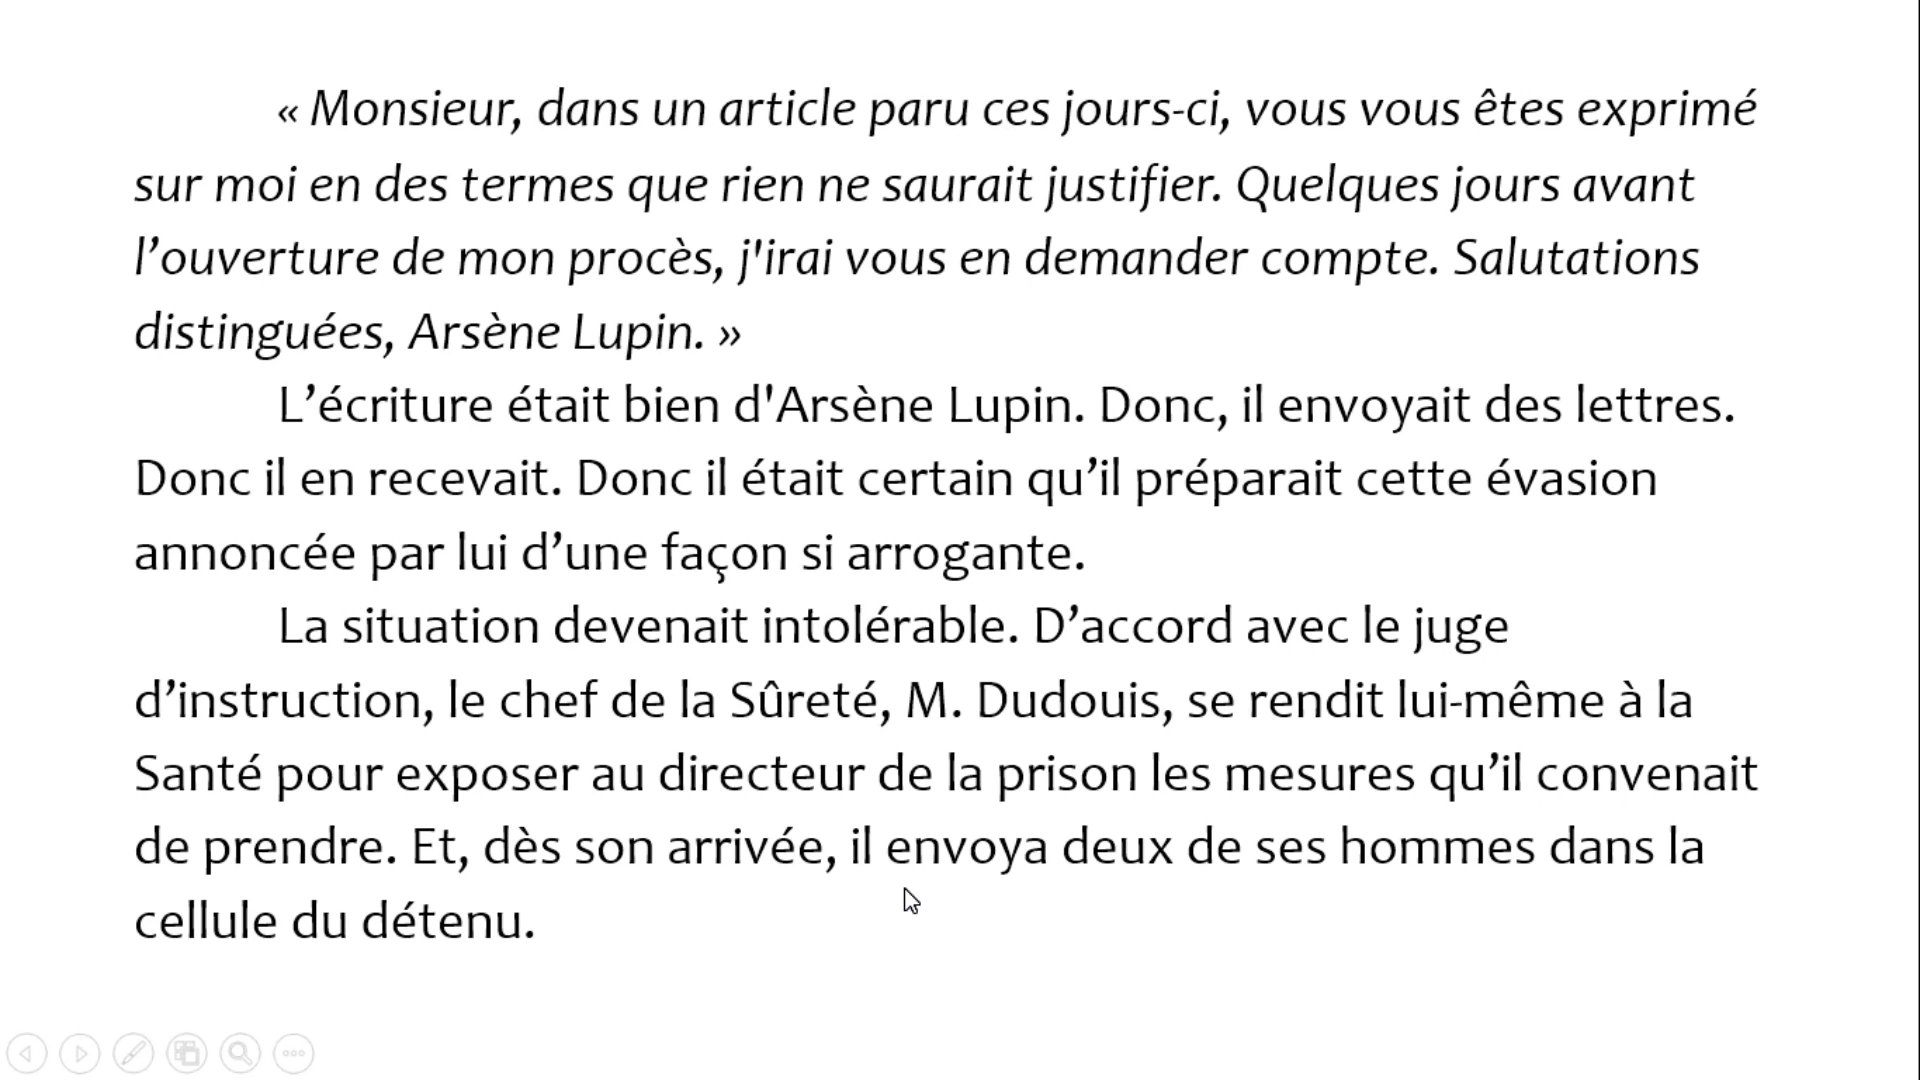 « Monsieur, dans un article paru ces jours-ci, vous vous êtes exprimé
sur moi en des termes que rien ne saurait justifier. Quelques jours avant
l’ouverture de mon procès, j'irai vous en demander compte. Salutations
distinguées, Arsène Lupin. »
L’écriture était bien d'Arsène Lupin. Donc, il envoyait des lettres.
Donc il en recevait. Donc il était certain qu’il préparait cette évasion
annoncée par lui d’une façon si arrogante.
La situation devenait intolérable. D’accord avec le juge
d’instruction, le chef de la Sûreté, M. Dudouis, se rendit lui-même à la
Santé pour exposer au directeur de la prison les mesures qu’il convenait
de prendre. Et, dès son arrivée, il envoya deux de ses hommes dans la
cellule du détenu.